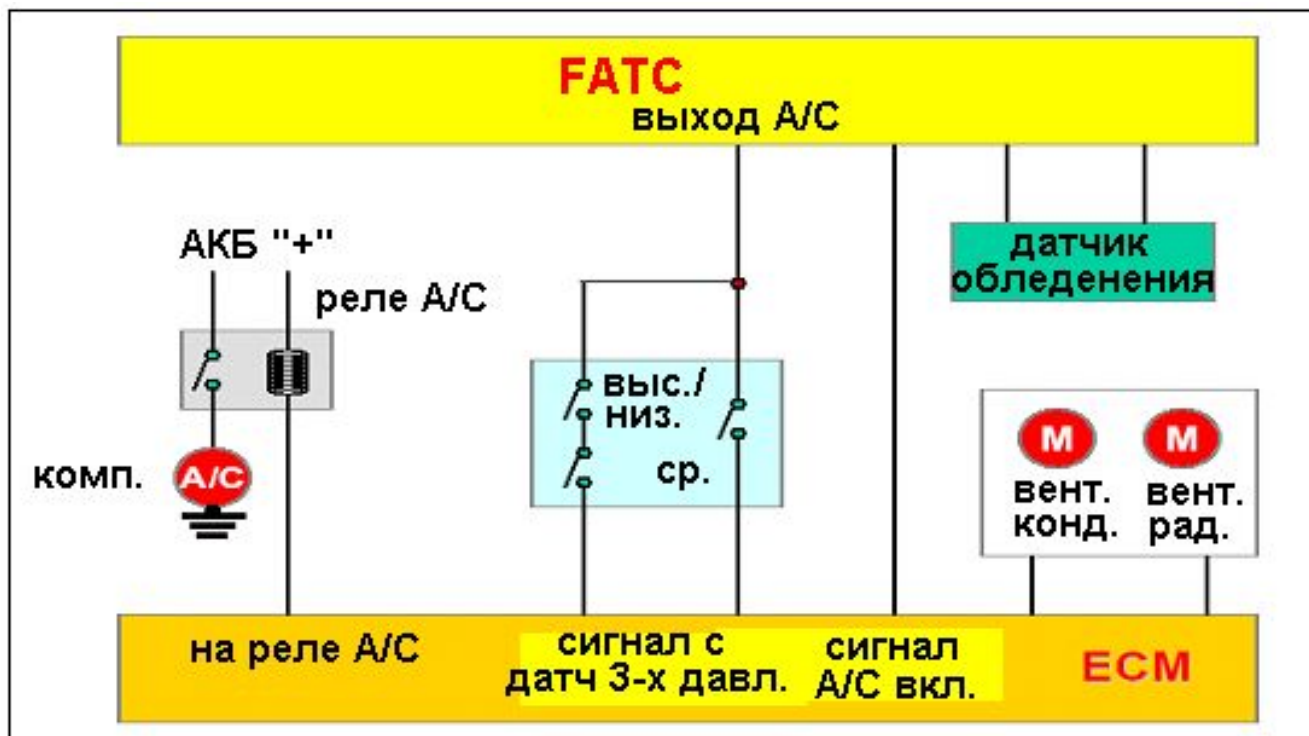 FATC
выход А/С
АКБ "+"
реле А/С
датчик
обледенения
выс./
низ.
ср.
комп.
А/С
М
М
вент.
конд.
вент.
рад.
на реле А/С
сигнал с
датч 3-х давл.
сигнал
А/С вкл.
ECM